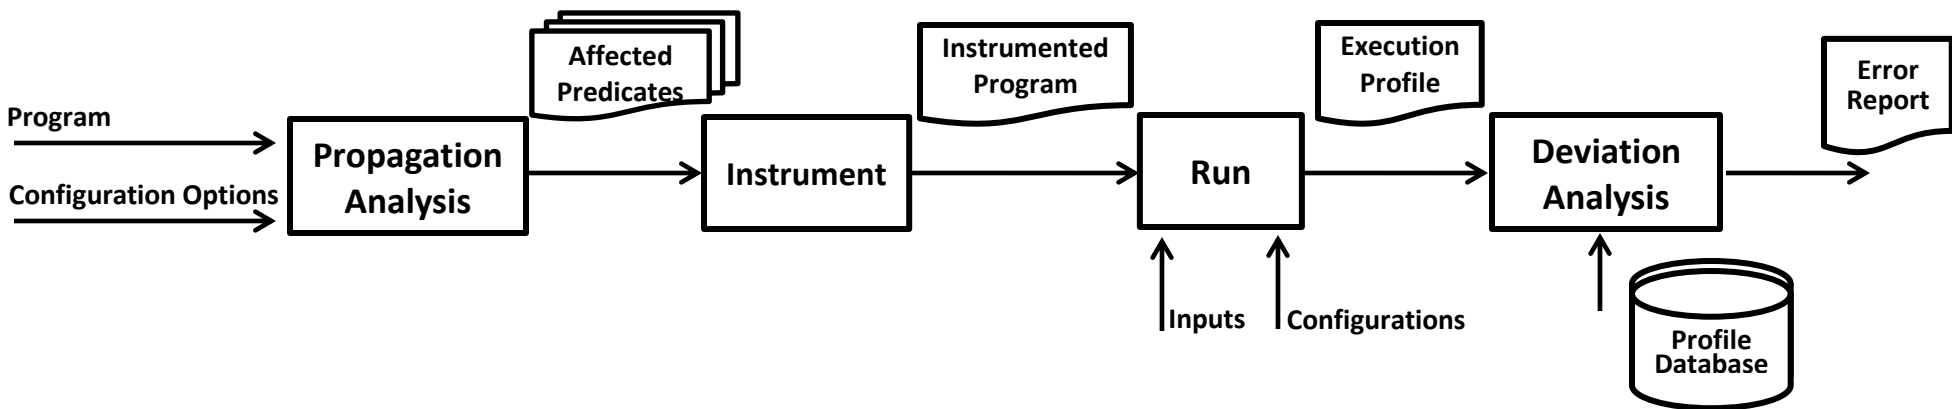 Program
Configuration Options
Propagation
Analysis
Affected
Predicates
Instrument
Instrumented
Program
Run
Inputs
Configurations
Execution
Profile
Deviation
Analysis
Profile
Database
Error
Report